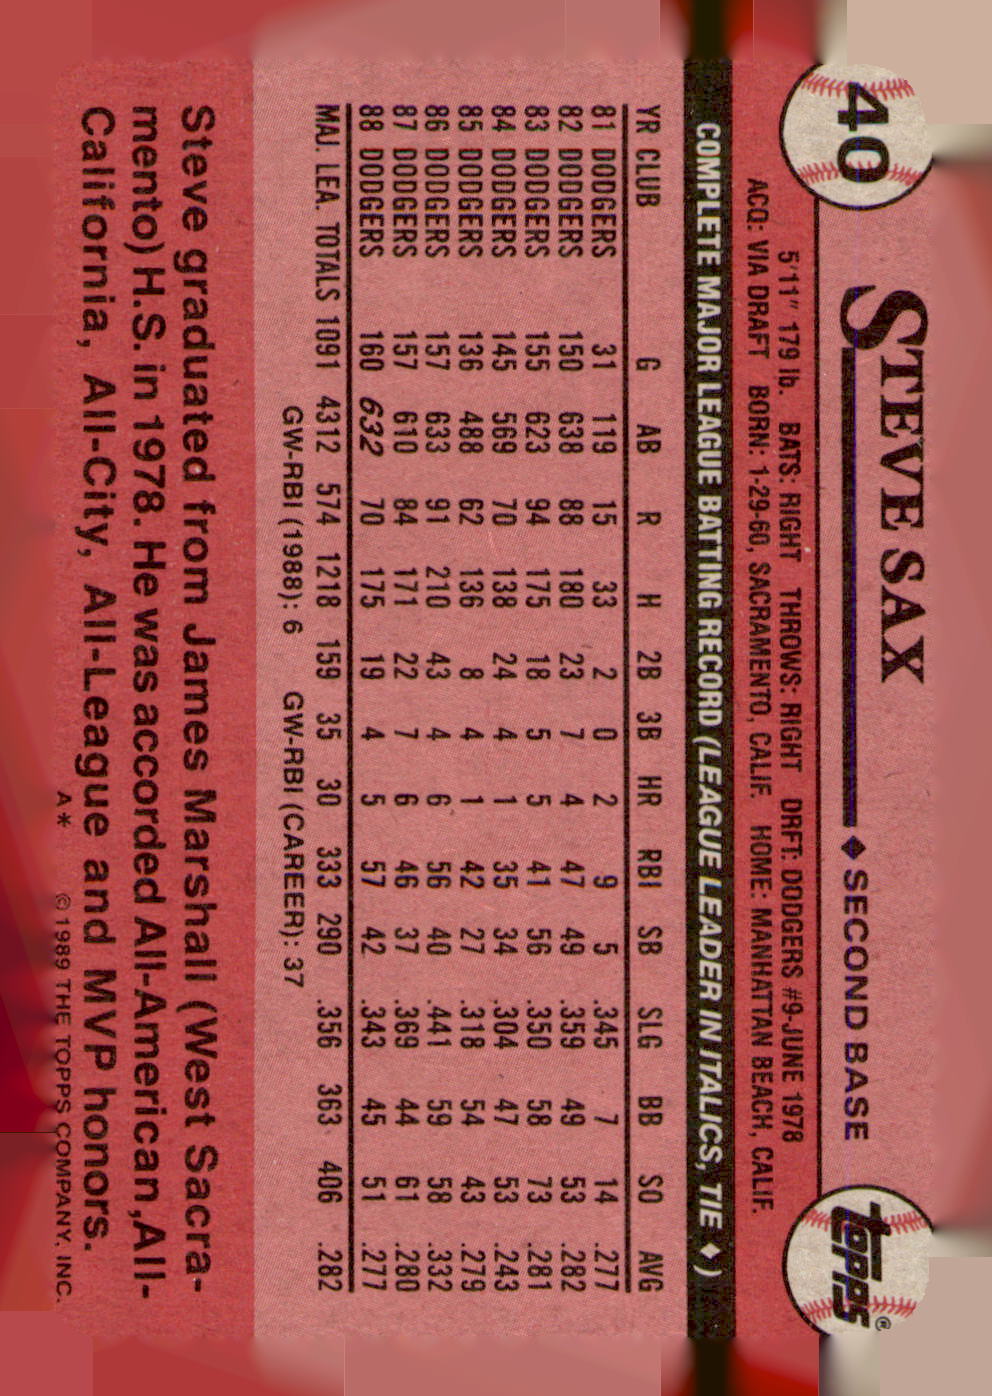 40
STEVE SAX ♦ SECOND BASE
topps®
5'11" 179 lb. BATS: RIGHT THROWS: RIGHT DRFT: DODGERS #9-JUNE 1978
ACQ: VIA DRAFT BORN: 1-29-60, SACRAMENTO, CALIF. HOME: MANHATTAN BEACH, CALIF.
COMPLETE MAJOR LEAGUE BATTING RECORD (LEAGUE LEADER IN ITALICS, TIE ♦)
YR CLUB G AB R H 2B 3B HR RBI SB SLG BB SO AVG
81 DODGERS 31 119 15 33 2 0 2 9 5 .345 7 14 .277
82 DODGERS 150 638 88 180 23 7 4 47 49 .359 49 53 .282
83 DODGERS 155 623 94 175 18 5 5 41 56 .350 58 73 .281
84 DODGERS 145 569 70 138 24 4 1 35 34 .304 47 53 .243
85 DODGERS 136 488 62 136 8 4 1 42 27 .318 54 43 .279
86 DODGERS 157 633 91 210 43 4 6 56 40 .441 59 58 .332
87 DODGERS 157 610 84 171 22 7 6 46 37 .369 44 61 .280
88 DODGERS 160 632 70 175 19 4 5 57 42 .343 45 51 .277
MAJ. LEA. TOTALS 1091 4312 574 1218 159 35 30 333 290 .356 363 406 .282
GW-RBI (1988): 6 GW-RBI (CAREER): 37
Steve graduated from James Marshall (West Sacra-
mento) H.S. in 1978. He was accorded All-American, All-
California, All-City, All-League and MVP honors.
A* ©1989 THE TOPPS COMPANY, INC.